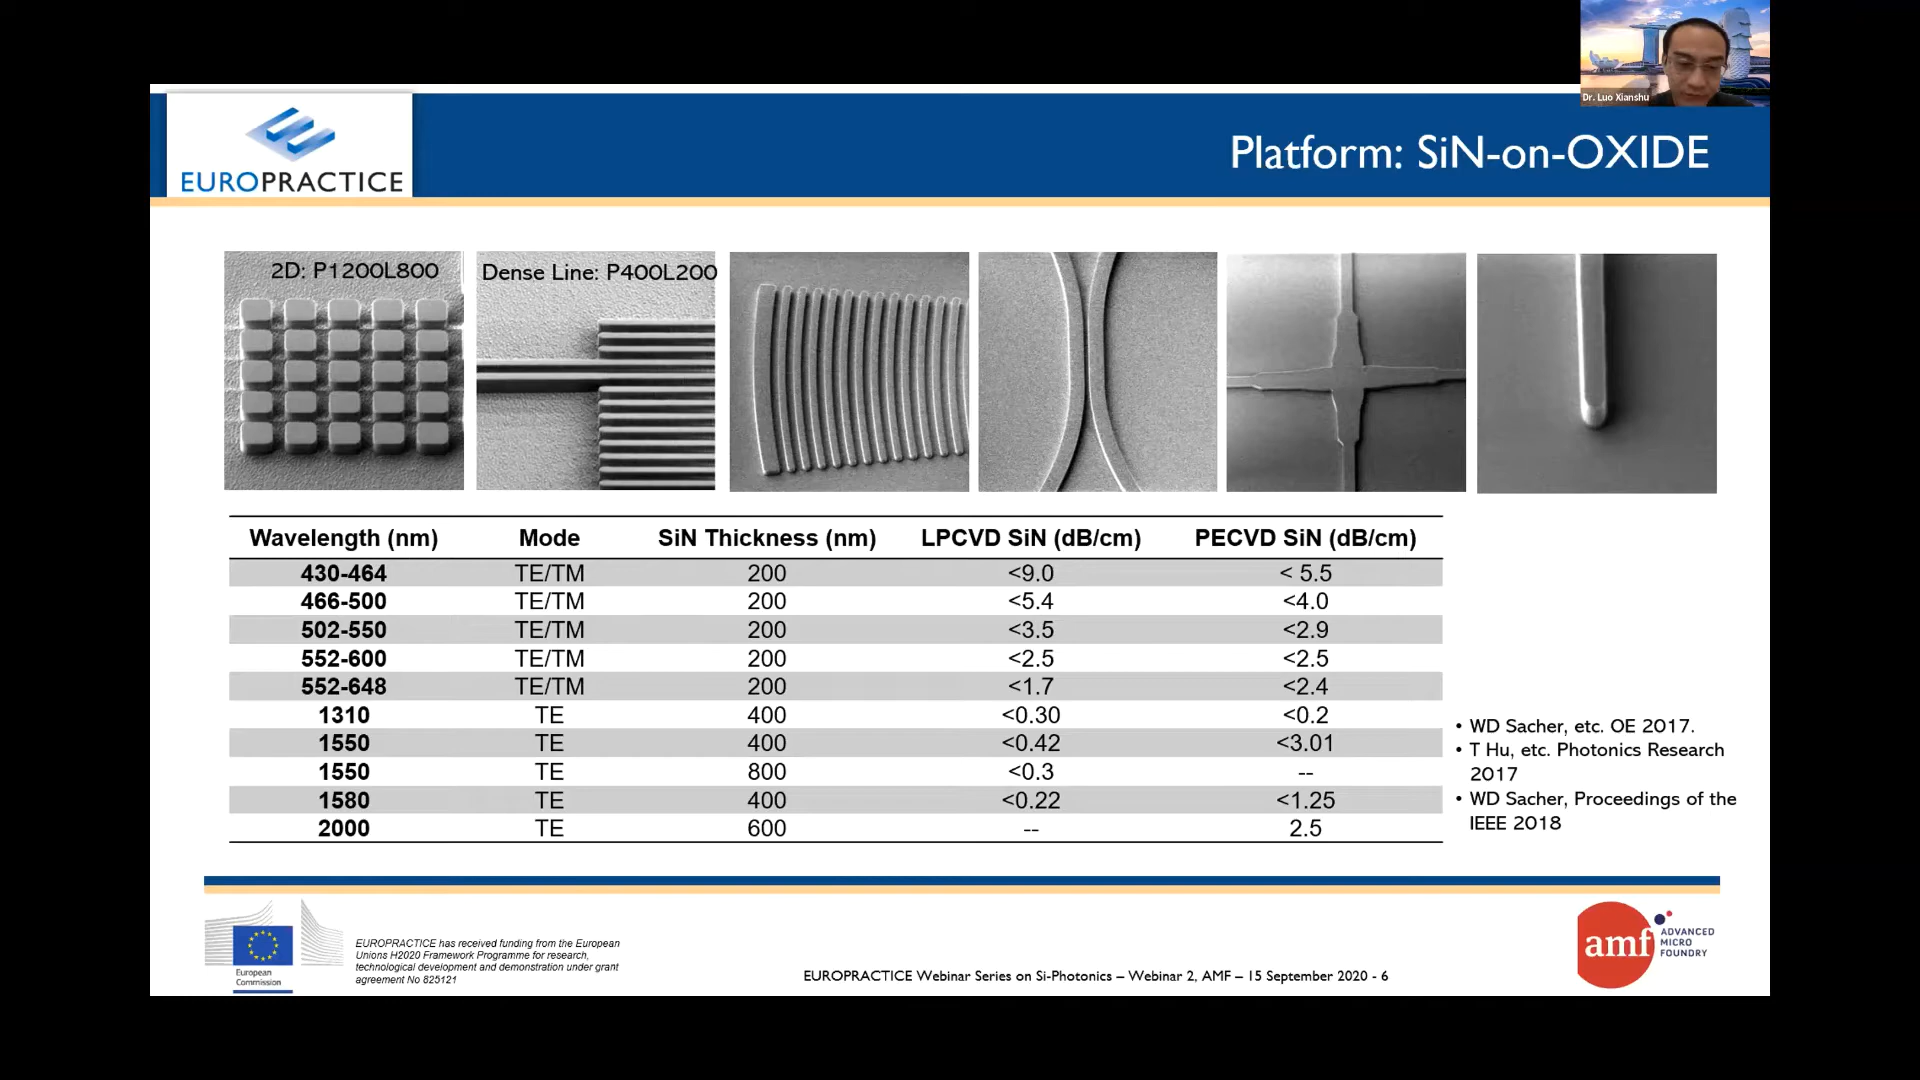 Dr. Luo Xianshu
EUROPRACTICE
Platform: SiN-on-OXIDE
2D: P1200L800
Dense Line: P400L200
Wavelength (nm) Mode SiN Thickness (nm) LPCVD SiN (dB/cm) PECVD SiN (dB/cm)
430-464 TE/TM 200 <9.0 < 5.5
466-500 TE/TM 200 <5.4 <4.0
502-550 TE/TM 200 <3.5 <2.9
552-600 TE/TM 200 <2.5 <2.5
552-648 TE/TM 200 <1.7 <2.4
1310 TE 400 <0.30 <0.2
1550 TE 400 <0.42 <3.01
1550 TE 800 <0.3 --
1580 TE 400 <0.22 <1.25
2000 TE 600 -- 2.5
• WD Sacher, etc. OE 2017.
• T Hu, etc. Photonics Research
2017
• WD Sacher, Proceedings of the
IEEE 2018
European
Commission
EUROPRACTICE has received funding from the European
Unions H2020 Framework Programme for research,
technological development and demonstration under grant
agreement No 825121
EUROPRACTICE Webinar Series on Si-Photonics – Webinar 2, AMF – 15 September 2020 - 6
amf
ADVANCED
MICRO
FOUNDRY